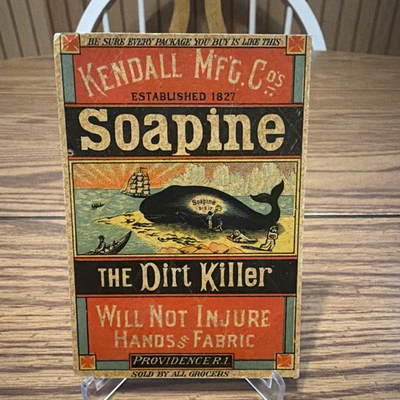 BE SURE EVERY PACKAGE YOU BUY IS LIKE THIS
KENDALL M'F'G. CO'S
ESTABLISHED 1827
Soapine
Soapine
THE Dirt Killer
WILL NOT INJURE
HANDS OR FABRIC
PROVIDENCE R.I.
SOLD BY ALL GROCERS